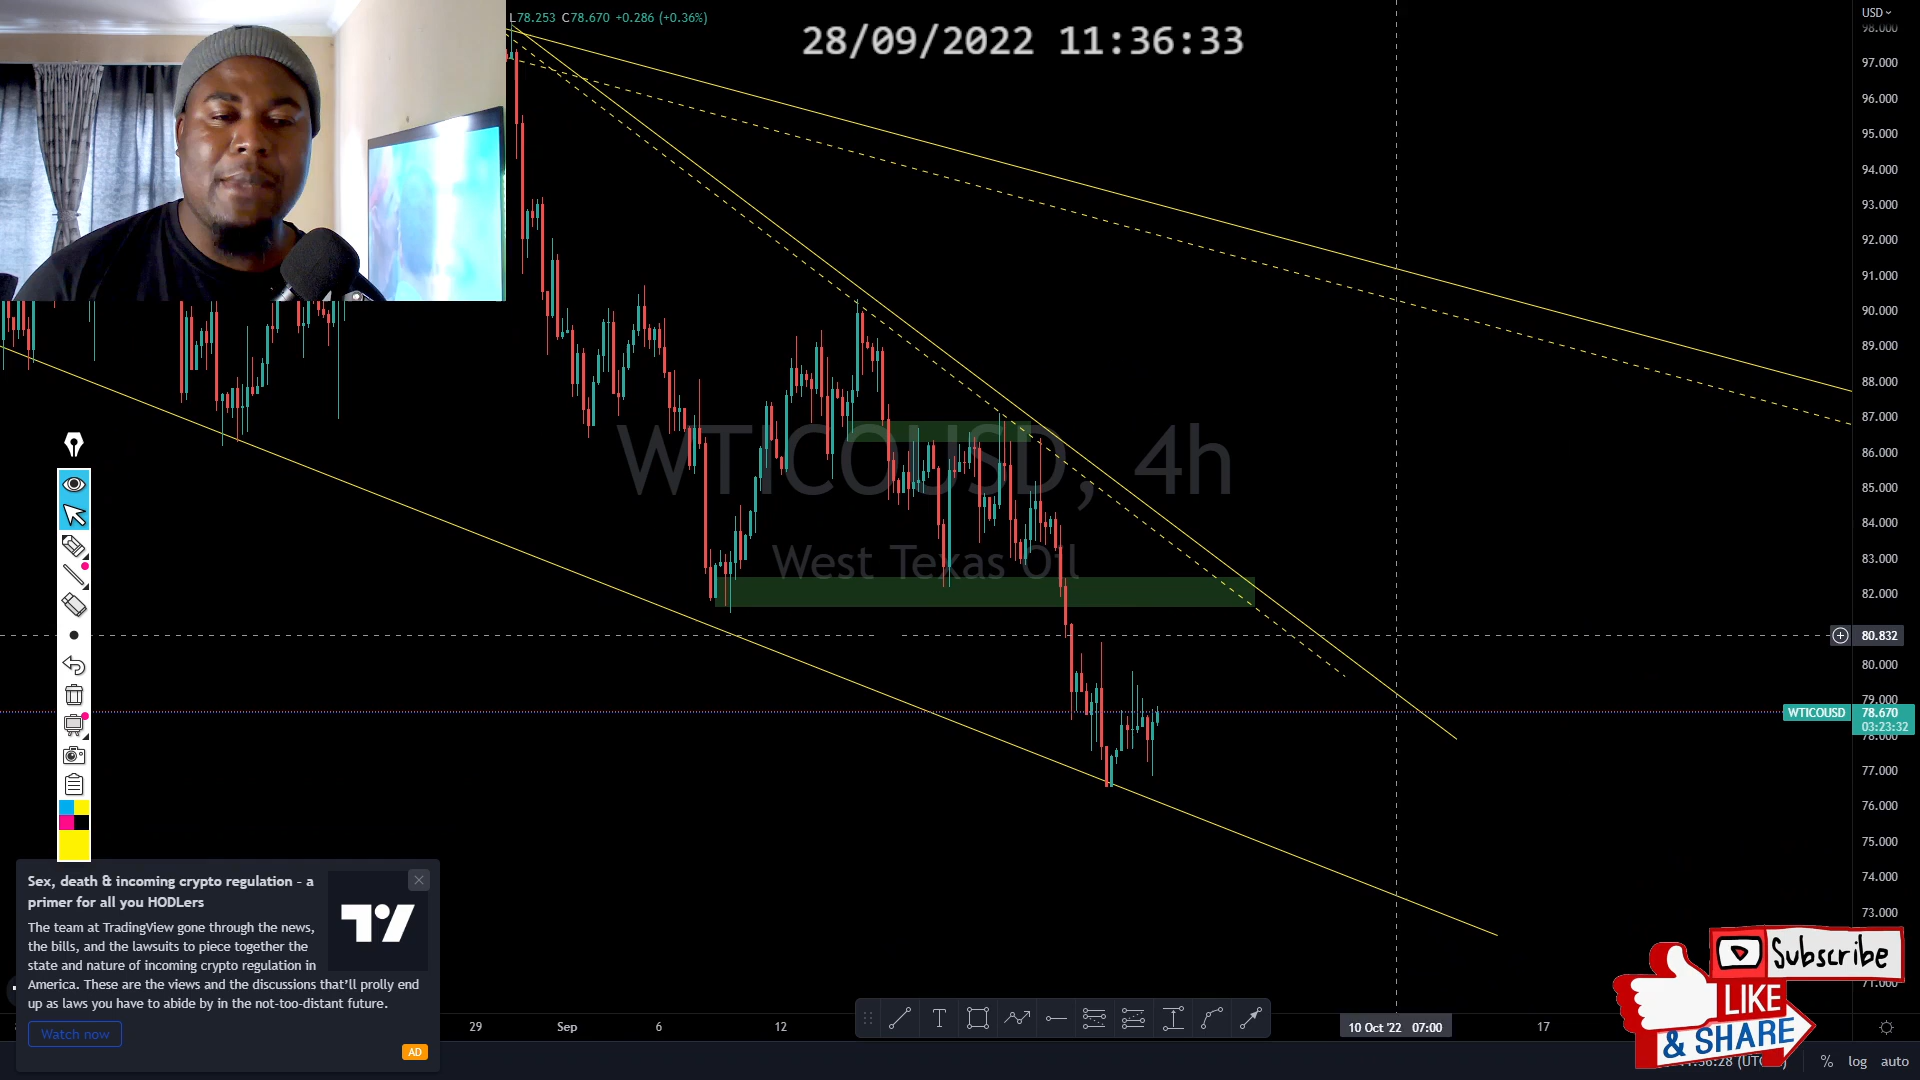 L78.253 C78.670 +0.286 (+0.36%)
28/09/2022 11:36:33
USD
98.000
97.000
96.000
95.000
94.000
93.000
92.000
91.000
90.000
89.000
88.000
87.000
86.000
85.000
84.000
83.000
82.000
80.832
80.000
79.000
WTICOUSD 78.670
03:23:32
78.000
77.000
76.000
75.000
74.000
73.000
71.000
WTICOUSD, 4h
West Texas Oil
Sex, death & incoming crypto regulation - a
primer for all you HODLers
The team at TradingView gone through the news,
the bills, and the lawsuits to piece together the
state and nature of incoming crypto regulation in
America. These are the views and the discussions that'll prolly end
up as laws you have to abide by in the not-too-distant future.
Watch now
AD
29 Sep 6 12 10 Oct '22 07:00 17
Subscribe
LIKE
& SHARE
% log auto